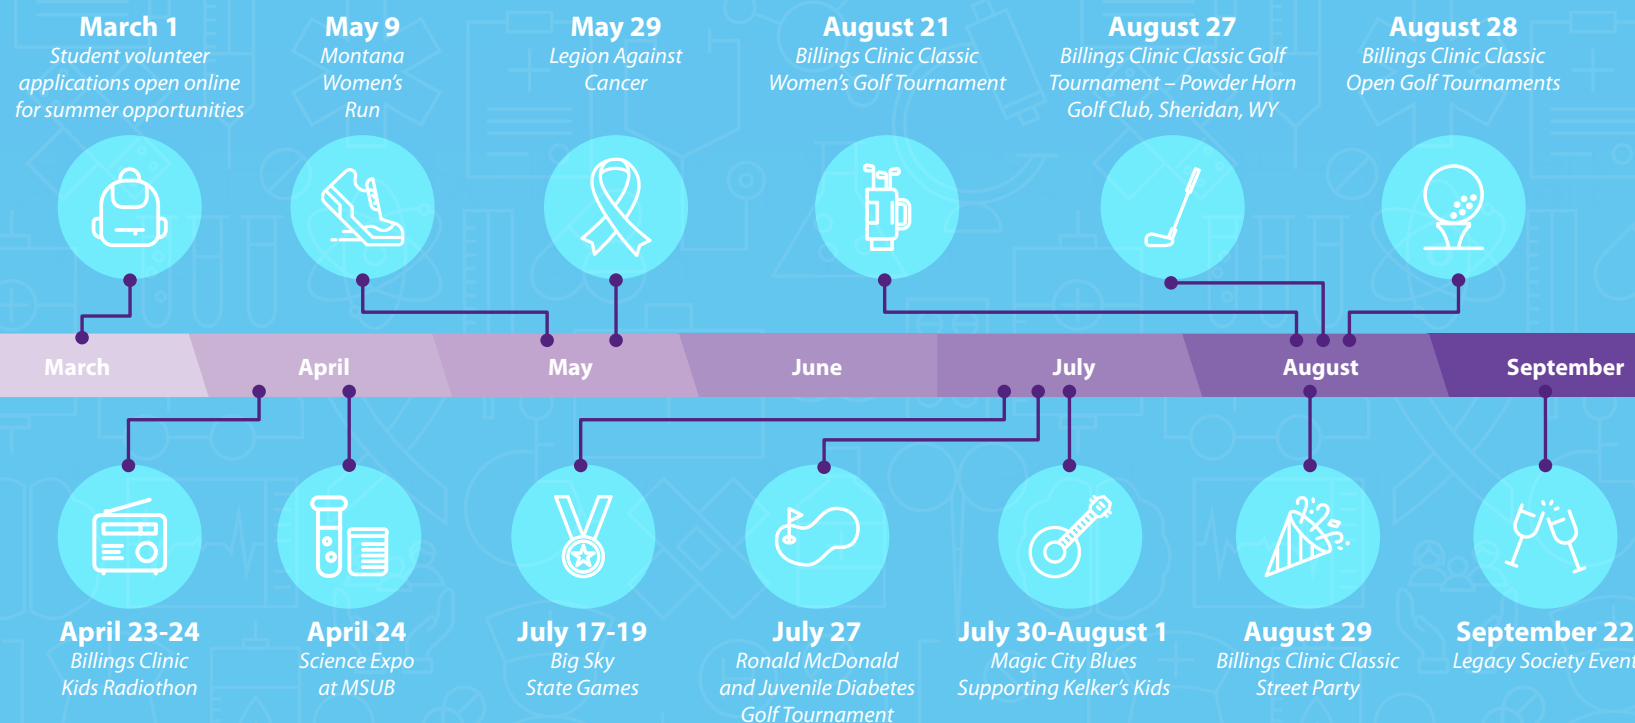 March 1
Student volunteer
applications open online
for summer opportunities
May 9
Montana
Women's
Run
May 29
Legion Against
Cancer
August 21
Billings Clinic Classic
Women's Golf Tournament
August 27
Billings Clinic Classic Golf
Tournament – Powder Horn
Golf Club, Sheridan, WY
August 28
Billings Clinic Classic
Open Golf Tournaments
March
April
May
June
July
August
September
April 23-24
Billings Clinic
Kids Radiothon
April 24
Science Expo
at MSUB
July 17-19
Big Sky
State Games
July 27
Ronald McDonald
and Juvenile Diabetes
Golf Tournament
July 30-August 1
Magic City Blues
Supporting Kelker's Kids
August 29
Billings Clinic Classic
Street Party
September 22
Legacy Society Event